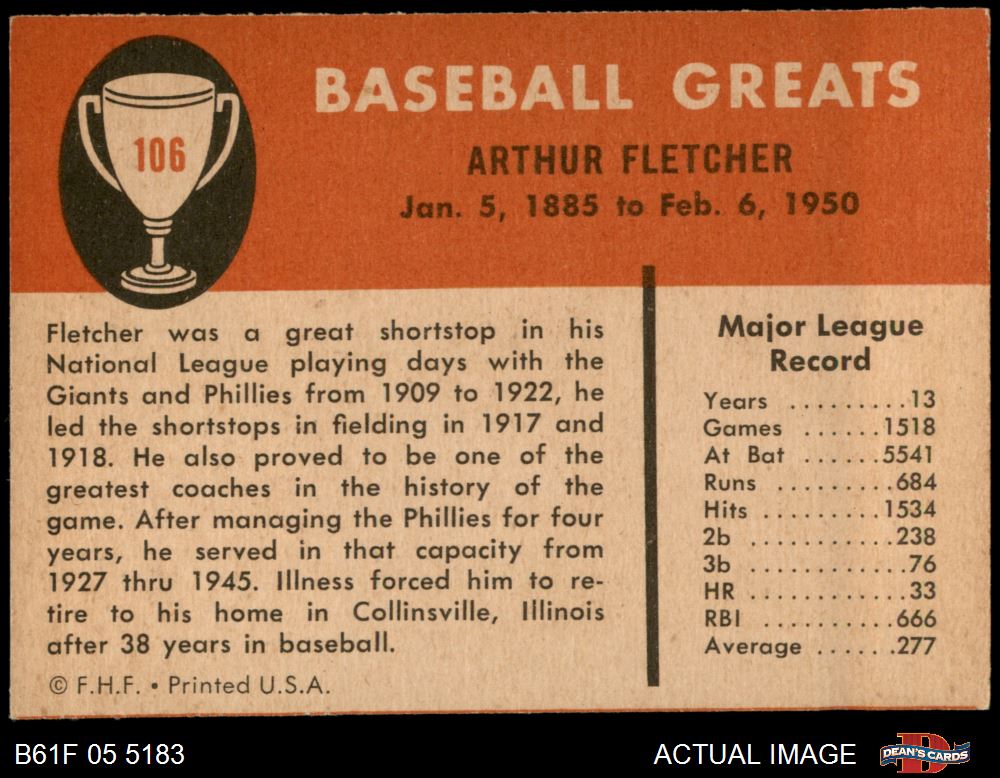 106
BASEBALL GREATS
ARTHUR FLETCHER
Jan. 5, 1885 to Feb. 6, 1950
Fletcher was a great shortstop in his
National League playing days with the
Giants and Phillies from 1909 to 1922, he
led the shortstops in fielding in 1917 and
1918. He also proved to be one of the
greatest coaches in the history of the
game. After managing the Phillies for four
years, he served in that capacity from
1927 thru 1945. Illness forced him to re-
tire to his home in Collinsville, Illinois
after 38 years in baseball.
© F.H.F. • Printed U.S.A.
Major League
Record
Years .........13
Games ......1518
At Bat ......5541
Runs .........684
Hits .........1534
2b ...........238
3b ............76
HR ............33
RBI ..........666
Average ......277
B61F 05 5183
ACTUAL IMAGE
D
DEAN'S CARDS